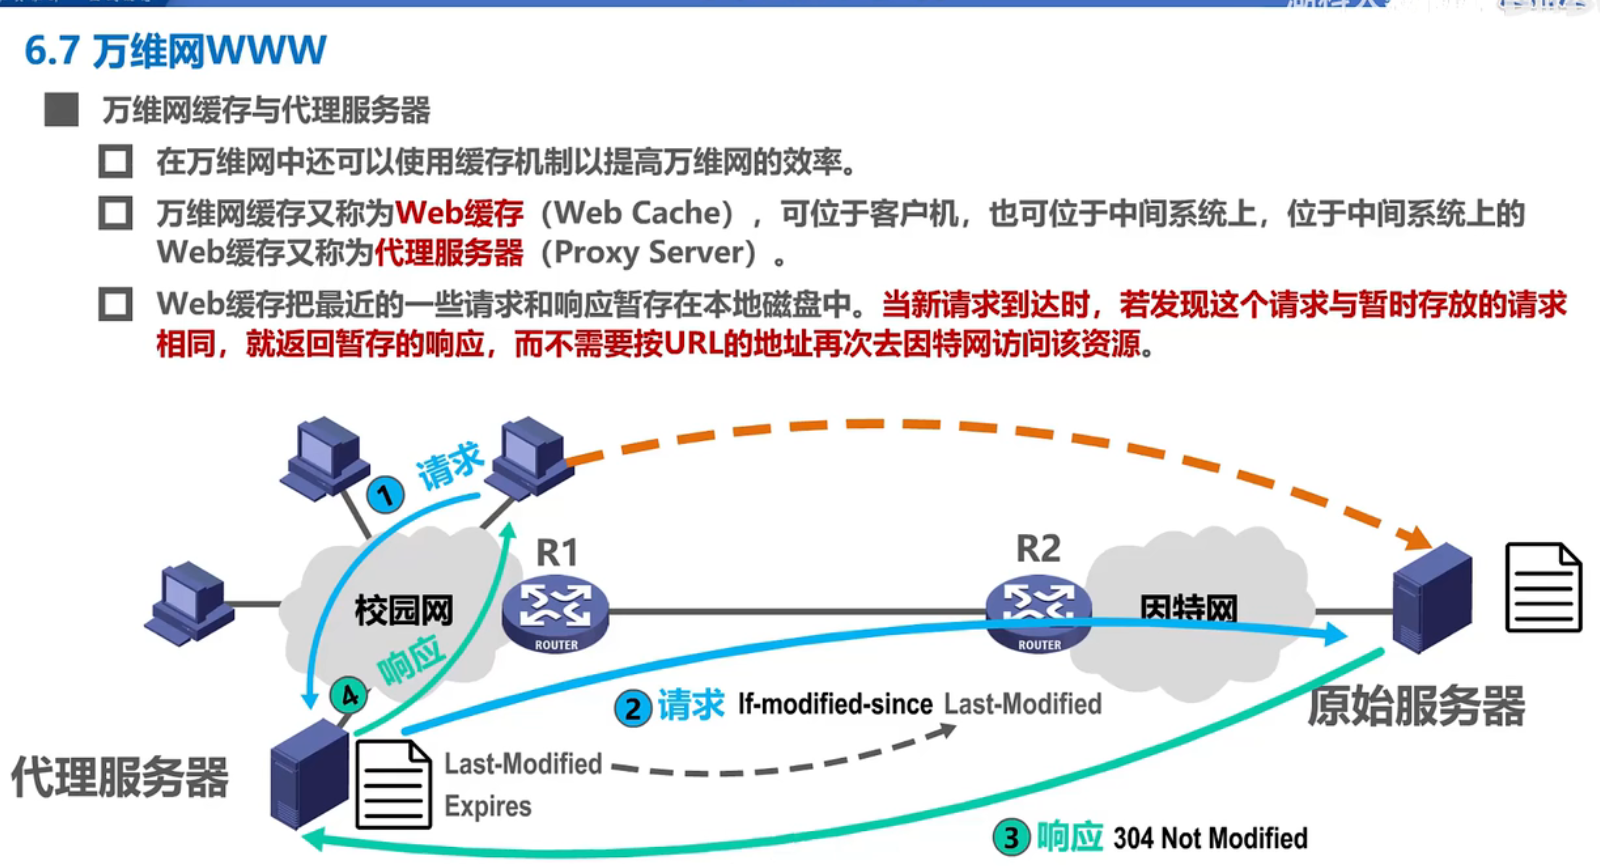 6.7 万维网WWW
万维网缓存与代理服务器
在万维网中还可以使用缓存机制以提高万维网的效率。
万维网缓存又称为Web缓存（Web Cache），可位于客户机，也可位于中间系统上，位于中间系统上的
Web缓存又称为代理服务器（Proxy Server）。
Web缓存把最近的一些请求和响应暂存在本地磁盘中。当新请求到达时，若发现这个请求与暂时存放的请求
相同，就返回暂存的响应，而不需要按URL的地址再次去因特网访问该资源。
1 请求
R1
R2
校园网
ROUTER
ROUTER
因特网
4 响应
2 请求 If-modified-since Last-Modified
原始服务器
代理服务器
Last-Modified
Expires
3 响应 304 Not Modified